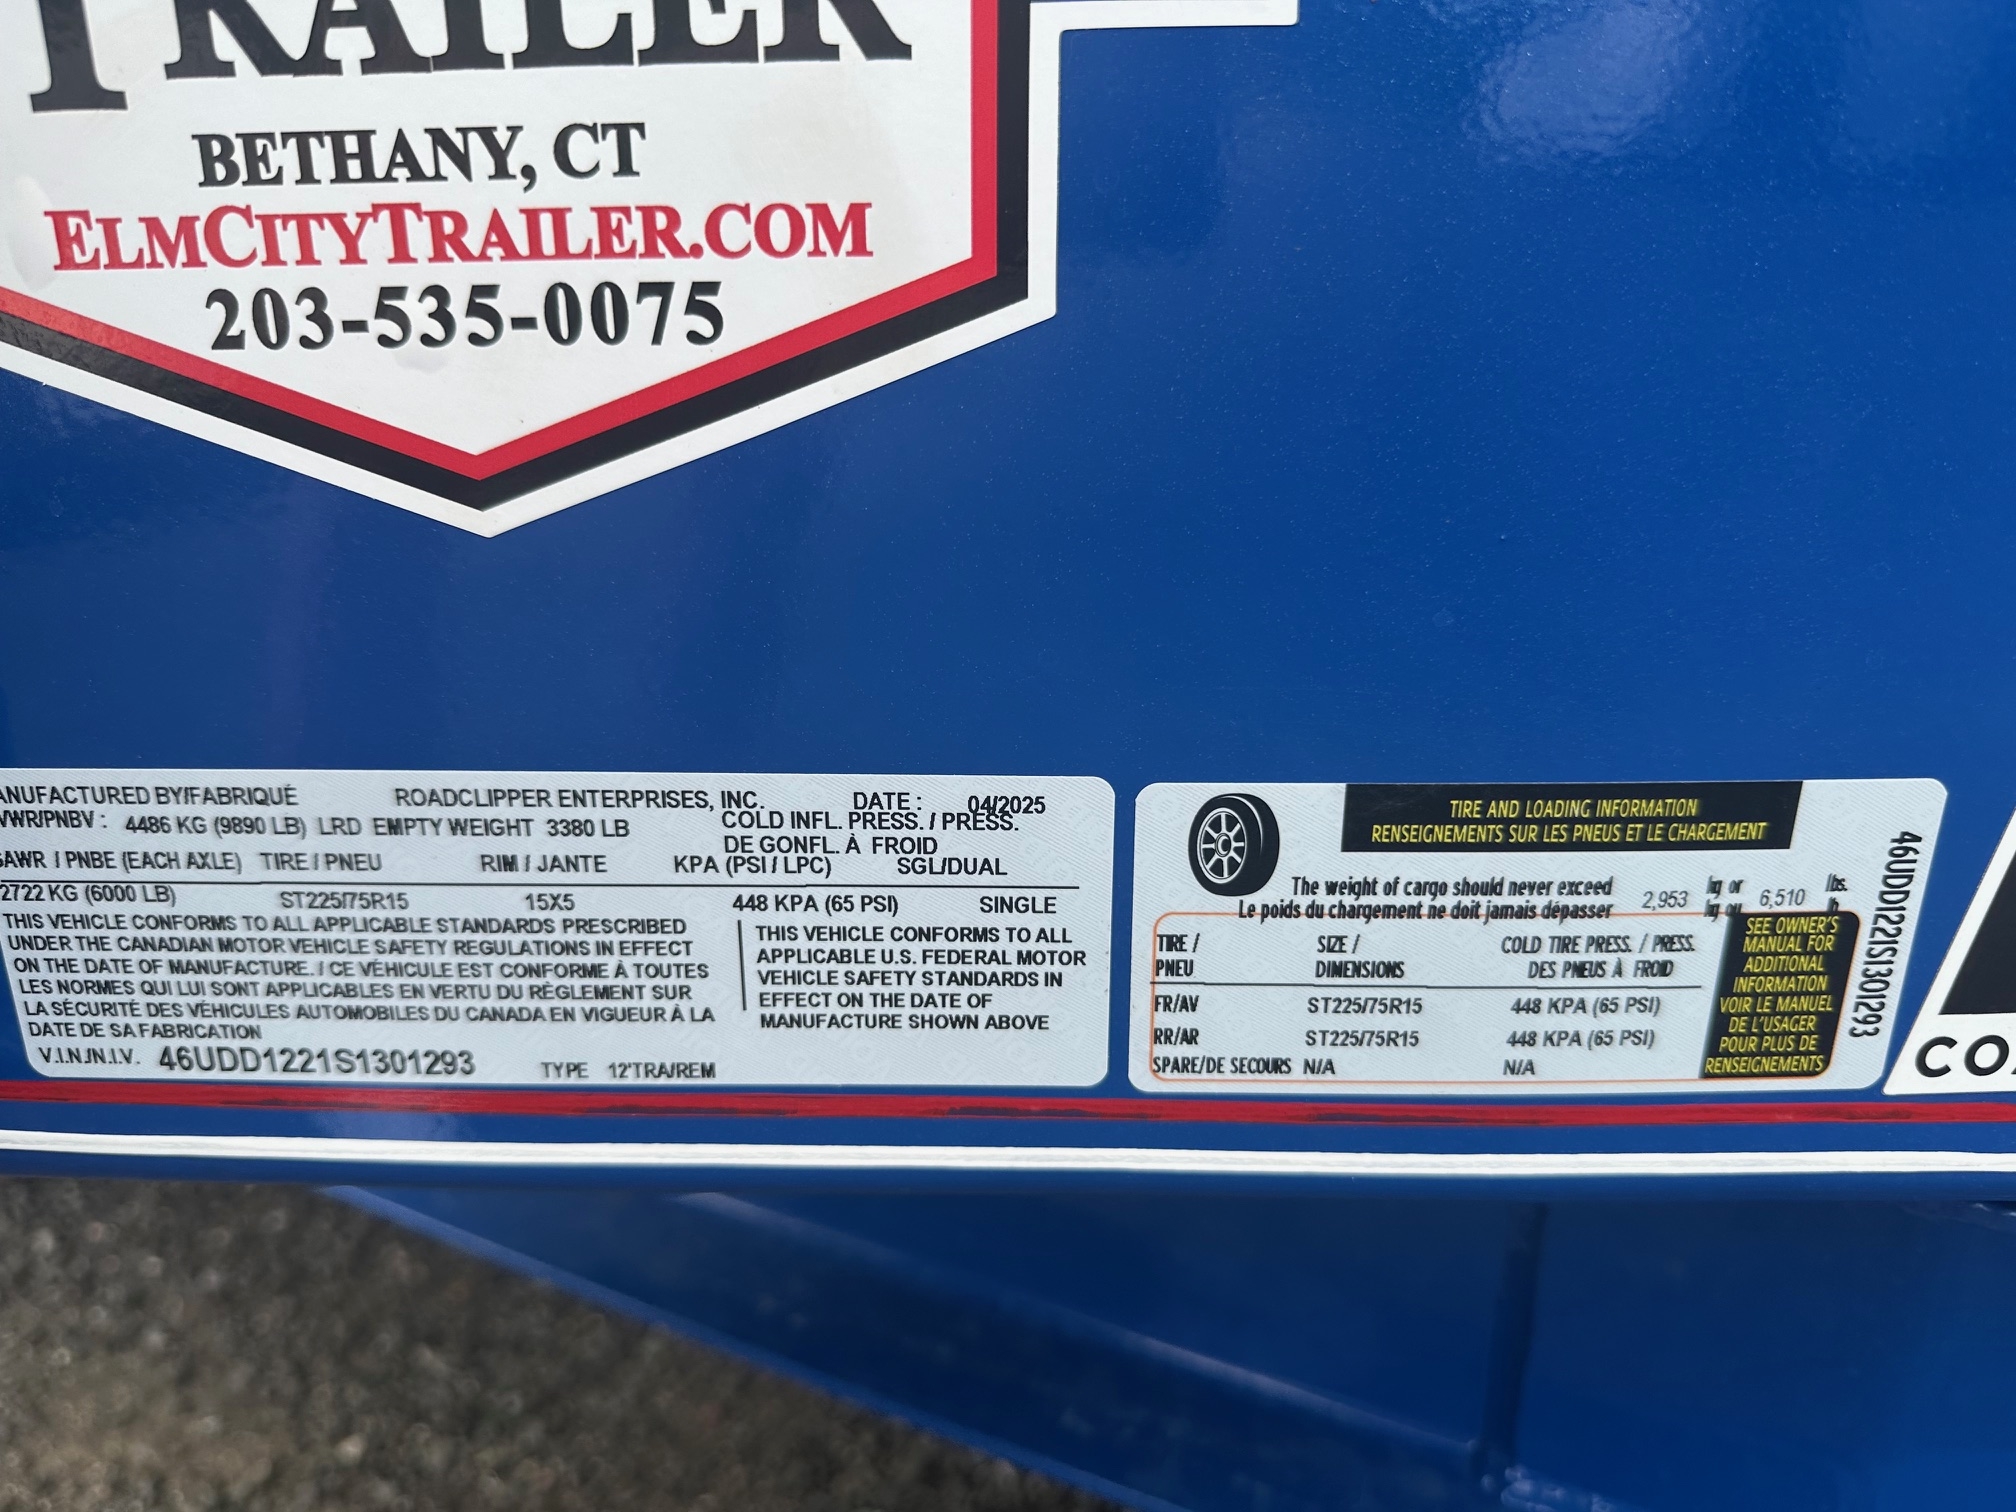 TRAILER
BETHANY, CT
ELMCITYTRAILER.COM
203-535-0075
ANUFACTURED BY/FABRIQUÉ ROADCLIPPER ENTERPRISES, INC. DATE : 04/2025
VWR/PNBV : 4486 KG (9890 LB) LRD EMPTY WEIGHT 3380 LB COLD INFL. PRESS. / PRESS.
DE GONFL. À FROID
AWR / PNBE (EACH AXLE) TIRE / PNEU RIM / JANTE KPA (PSI / LPC) SGL/DUAL
2722 KG (6000 LB) ST225/75R15 15X5 448 KPA (65 PSI) SINGLE
THIS VEHICLE CONFORMS TO ALL APPLICABLE STANDARDS PRESCRIBED
UNDER THE CANADIAN MOTOR VEHICLE SAFETY REGULATIONS IN EFFECT
ON THE DATE OF MANUFACTURE. / CE VÉHICULE EST CONFORME À TOUTES
LES NORMES QUI LUI SONT APPLICABLES EN VERTU DU RÈGLEMENT SUR
LA SÉCURITÉ DES VÉHICULES AUTOMOBILES DU CANADA EN VIGUEUR À LA
DATE DE SA FABRICATION
THIS VEHICLE CONFORMS TO ALL
APPLICABLE U.S. FEDERAL MOTOR
VEHICLE SAFETY STANDARDS IN
EFFECT ON THE DATE OF
MANUFACTURE SHOWN ABOVE
V.I.N./N.I.V. 46UDD1221S1301293 TYPE 12'TRA/REM
TIRE AND LOADING INFORMATION
RENSEIGNEMENTS SUR LES PNEUS ET LE CHARGEMENT
The weight of cargo should never exceed kg or lbs.
Le poids du chargement ne doit jamais dépasser 2,953 kg ou 6,510 lb
TIRE / SIZE / COLD TIRE PRESS. / PRESS.
PNEU DIMENSIONS DES PNEUS À FROID
FR/AV ST225/75R15 448 KPA (65 PSI)
RR/AR ST225/75R15 448 KPA (65 PSI)
SPARE/DE SECOURS N/A N/A
SEE OWNER'S
MANUAL FOR
ADDITIONAL
INFORMATION
VOIR LE MANUEL
DE L'USAGER
POUR PLUS DE
RENSEIGNEMENTS
46UDD1221S1301293
CO